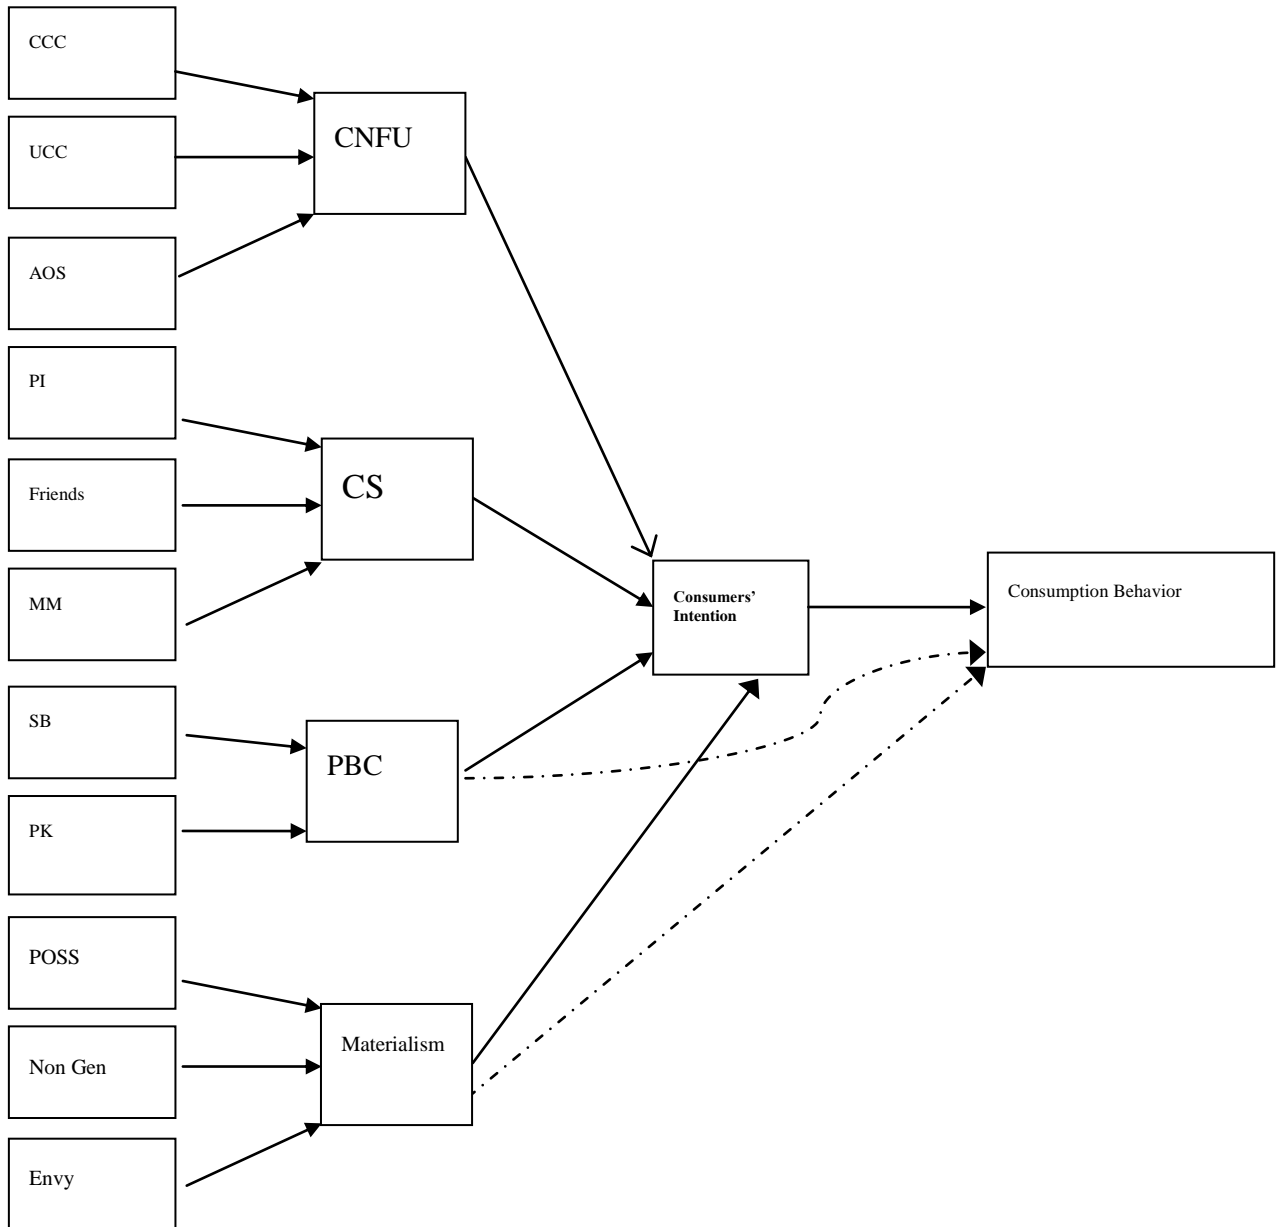 CCC
UCC
AOS
PI
Friends
MM
SB
PK
POSS
Non Gen
Envy
CNFU
CS
PBC
Materialism
Consumers’
Intention
Consumption Behavior